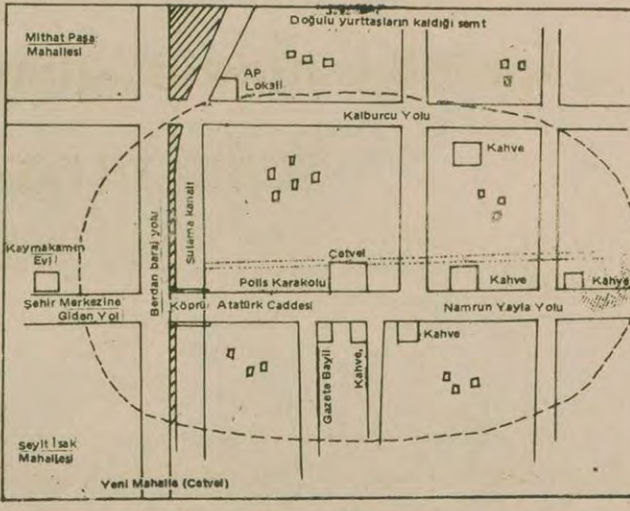 Doğulu yurttaşların kaldığı semt
Mithat Paşa
Mahallesi
AP
Lokali
Kalburcu Yolu
Kahve
Berdan baraj yolu
Sulama kanalı
Kaymakamın
Evi
Cetvel
Polis Karakolu
Kahve
Kahve
Şehir Merkezine
Giden Yol
Köprü
Atatürk Caddesi
Namrun Yayla Yolu
Kahve
Gazete Bayii
Kahve
Seyit İsak
Mahallesi
Yeni Mahalle (Cetvel)